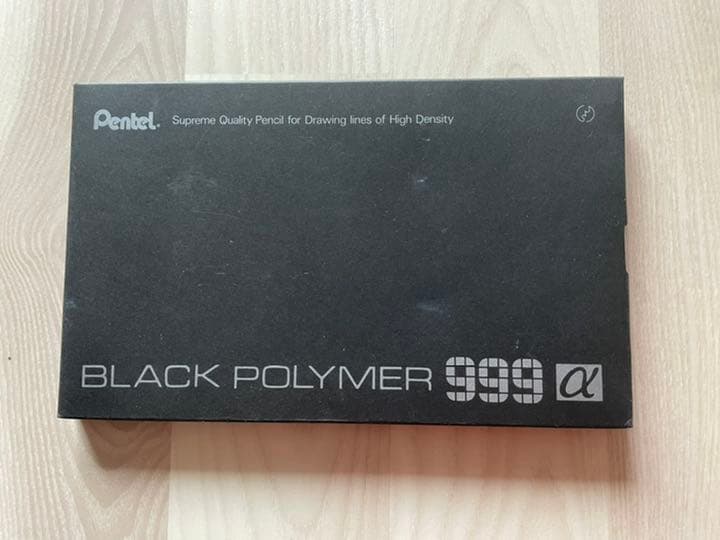 Pentel. Supreme Quality Pencil for Drawing lines of High Density
BLACK POLYMER 999 α